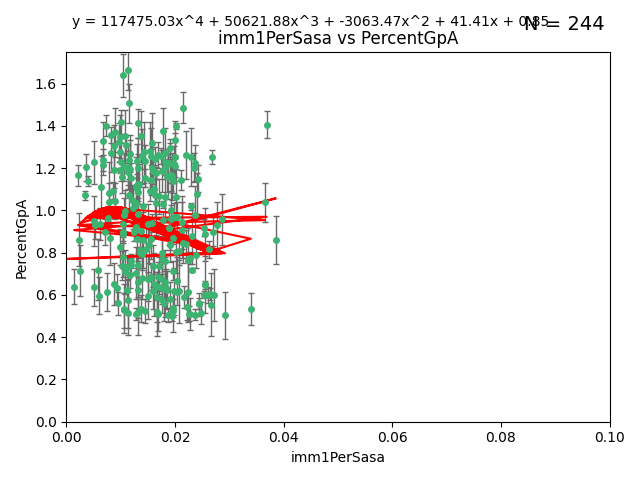 y = 117475.03x^4 + 50621.88x^3 + -3063.47x^2 + 41.41x + 0.85
N = 244
imm1PerSasa vs PercentGpA
PercentGpA
1.6
1.4
1.2
1.0
0.8
0.6
0.4
0.2
0.0
0.00 0.02 0.04 0.06 0.08 0.10
imm1PerSasa